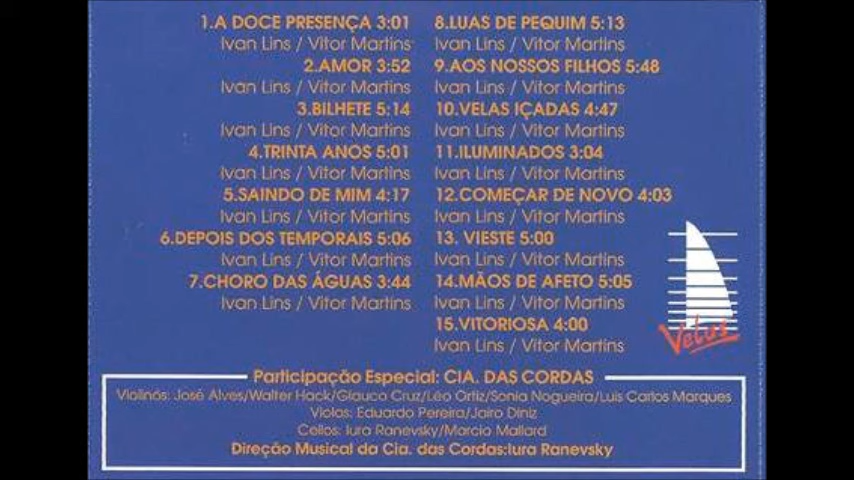 1.A DOCE PRESENÇA 3:01
Ivan Lins / Vitor Martins
2.AMOR 3:52
Ivan Lins / Vitor Martins
3.BILHETE 5:14
Ivan Lins / Vitor Martins
4.TRINTA ANOS 5:01
Ivan Lins / Vitor Martins
5.SAINDO DE MIM 4:17
Ivan Lins / Vitor Martins
6.DEPOIS DOS TEMPORAIS 5:06
Ivan Lins / Vitor Martins
7.CHORO DAS ÁGUAS 3:44
Ivan Lins / Vitor Martins
8.LUAS DE PEQUIM 5:13
Ivan Lins / Vitor Martins
9.AOS NOSSOS FILHOS 5:48
Ivan Lins / Vitor Martins
10.VELAS IÇADAS 4:47
Ivan Lins / Vitor Martins
11.ILUMINADOS 3:04
Ivan Lins / Vitor Martins
12.COMEÇAR DE NOVO 4:03
Ivan Lins / Vitor Martins
13. VIESTE 5:00
Ivan Lins / Vitor Martins
14.MÃOS DE AFETO 5:05
Ivan Lins / Vitor Martins
15.VITORIOSA 4:00
Ivan Lins / Vitor Martins
Velas
Participação Especial: CIA. DAS CORDAS
Violinos: José Alves/Walter Hack/Glauco Cruz/Léo Ortiz/Sonia Nogueira/Luis Carlos Marques
Violas: Eduardo Pereira/Jairo Diniz
Cellos: Iura Ranevsky/Marcio Mallard
Direção Musical da Cia. das Cordas:Iura Ranevsky